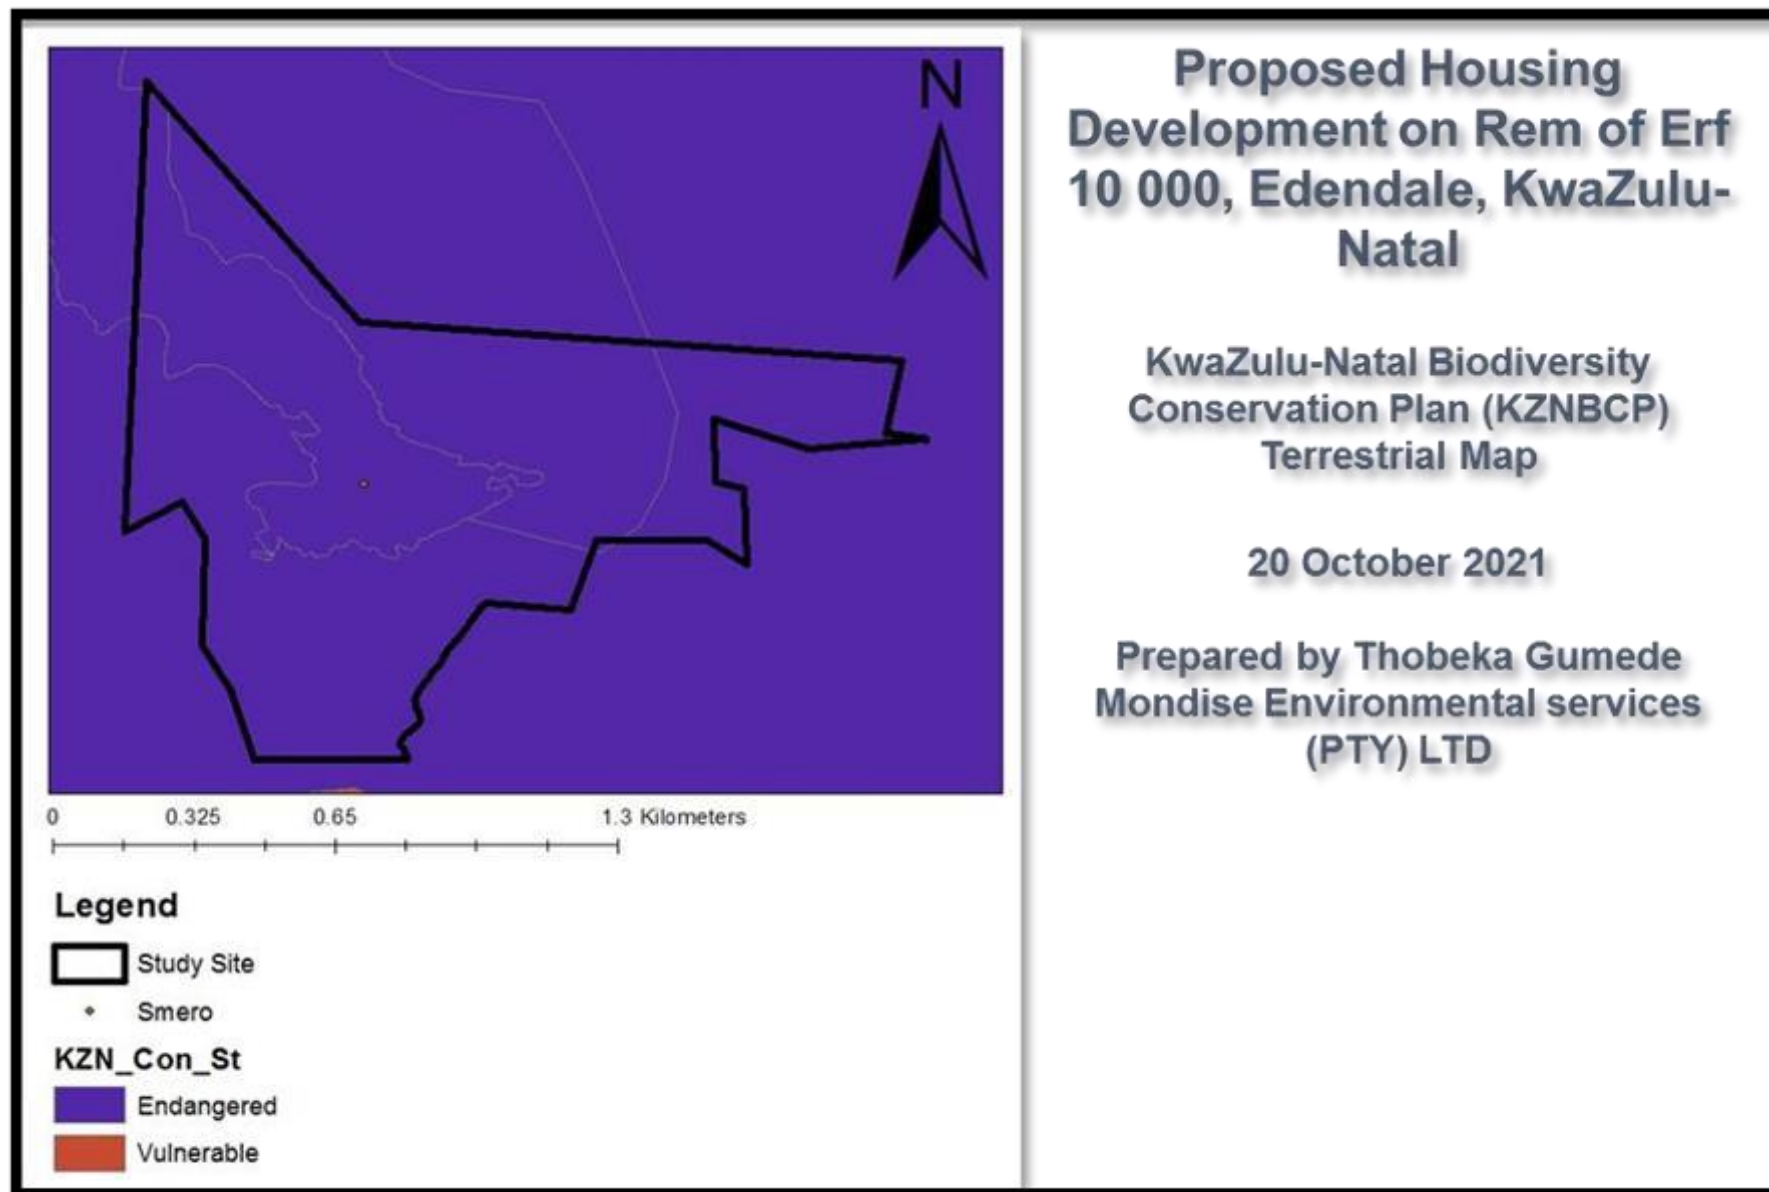 N
0 0.325 0.65 1.3 Kilometers
Legend
Study Site
Smero
KZN_Con_St
Endangered
Vulnerable
Proposed Housing
Development on Rem of Erf
10 000, Edendale, KwaZulu-
Natal
KwaZulu-Natal Biodiversity
Conservation Plan (KZNBCP)
Terrestrial Map
20 October 2021
Prepared by Thobeka Gumede
Mondise Environmental services
(PTY) LTD